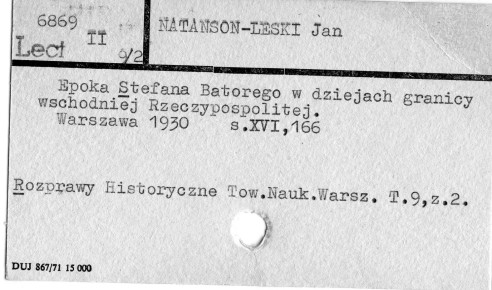 6869 II
Lect 9/2
NATANSON-LESKI Jan
Epoka Stefana Batorego w dziejach granicy
wschodniej Rzeczypospolitej.
Warszawa 1930 s.XVI,166
Rozprawy Historyczne Tow.Nauk.Warsz. T.9,z.2.
DUJ 867/71 15 000